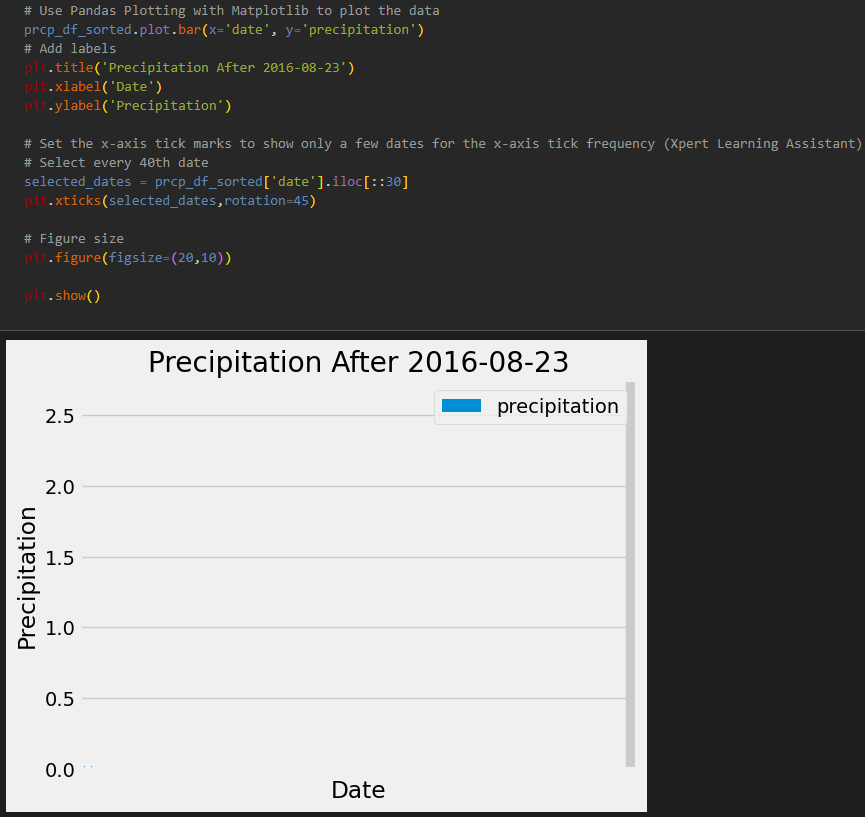 # Use Pandas Plotting with Matplotlib to plot the data
prcp_df_sorted.plot.bar(x='date', y='precipitation')
# Add labels
plt.title('Precipitation After 2016-08-23')
plt.xlabel('Date')
plt.ylabel('Precipitation')
# Set the x-axis tick marks to show only a few dates for the x-axis tick frequency (Xpert Learning Assistant)
# Select every 40th date
selected_dates = prcp_df_sorted['date'].iloc[::30]
plt.xticks(selected_dates,rotation=45)
# Figure size
plt.figure(figsize=(20,10))
plt.show()
Precipitation After 2016-08-23
precipitation
2.5
2.0
1.5
1.0
0.5
0.0
Precipitation
Date